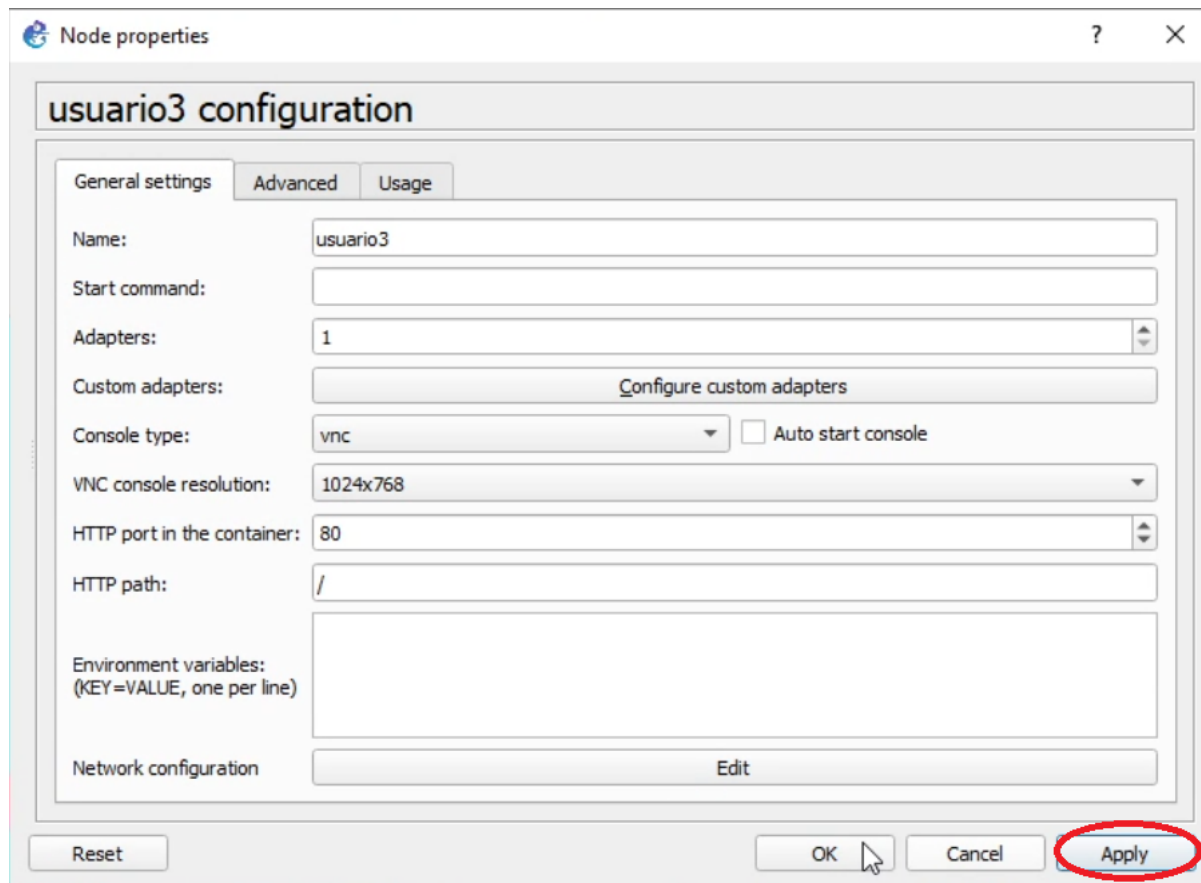 Node properties
?
usuario3 configuration
General settings
Advanced
Usage
Name:
usuario3
Start command:
Adapters:
1
Custom adapters:
Configure custom adapters
Console type:
vnc
Auto start console
VNC console resolution:
1024x768
HTTP port in the container:
80
HTTP path:
/
Environment variables:
(KEY=VALUE, one per line)
Network configuration
Edit
Reset
OK
Cancel
Apply